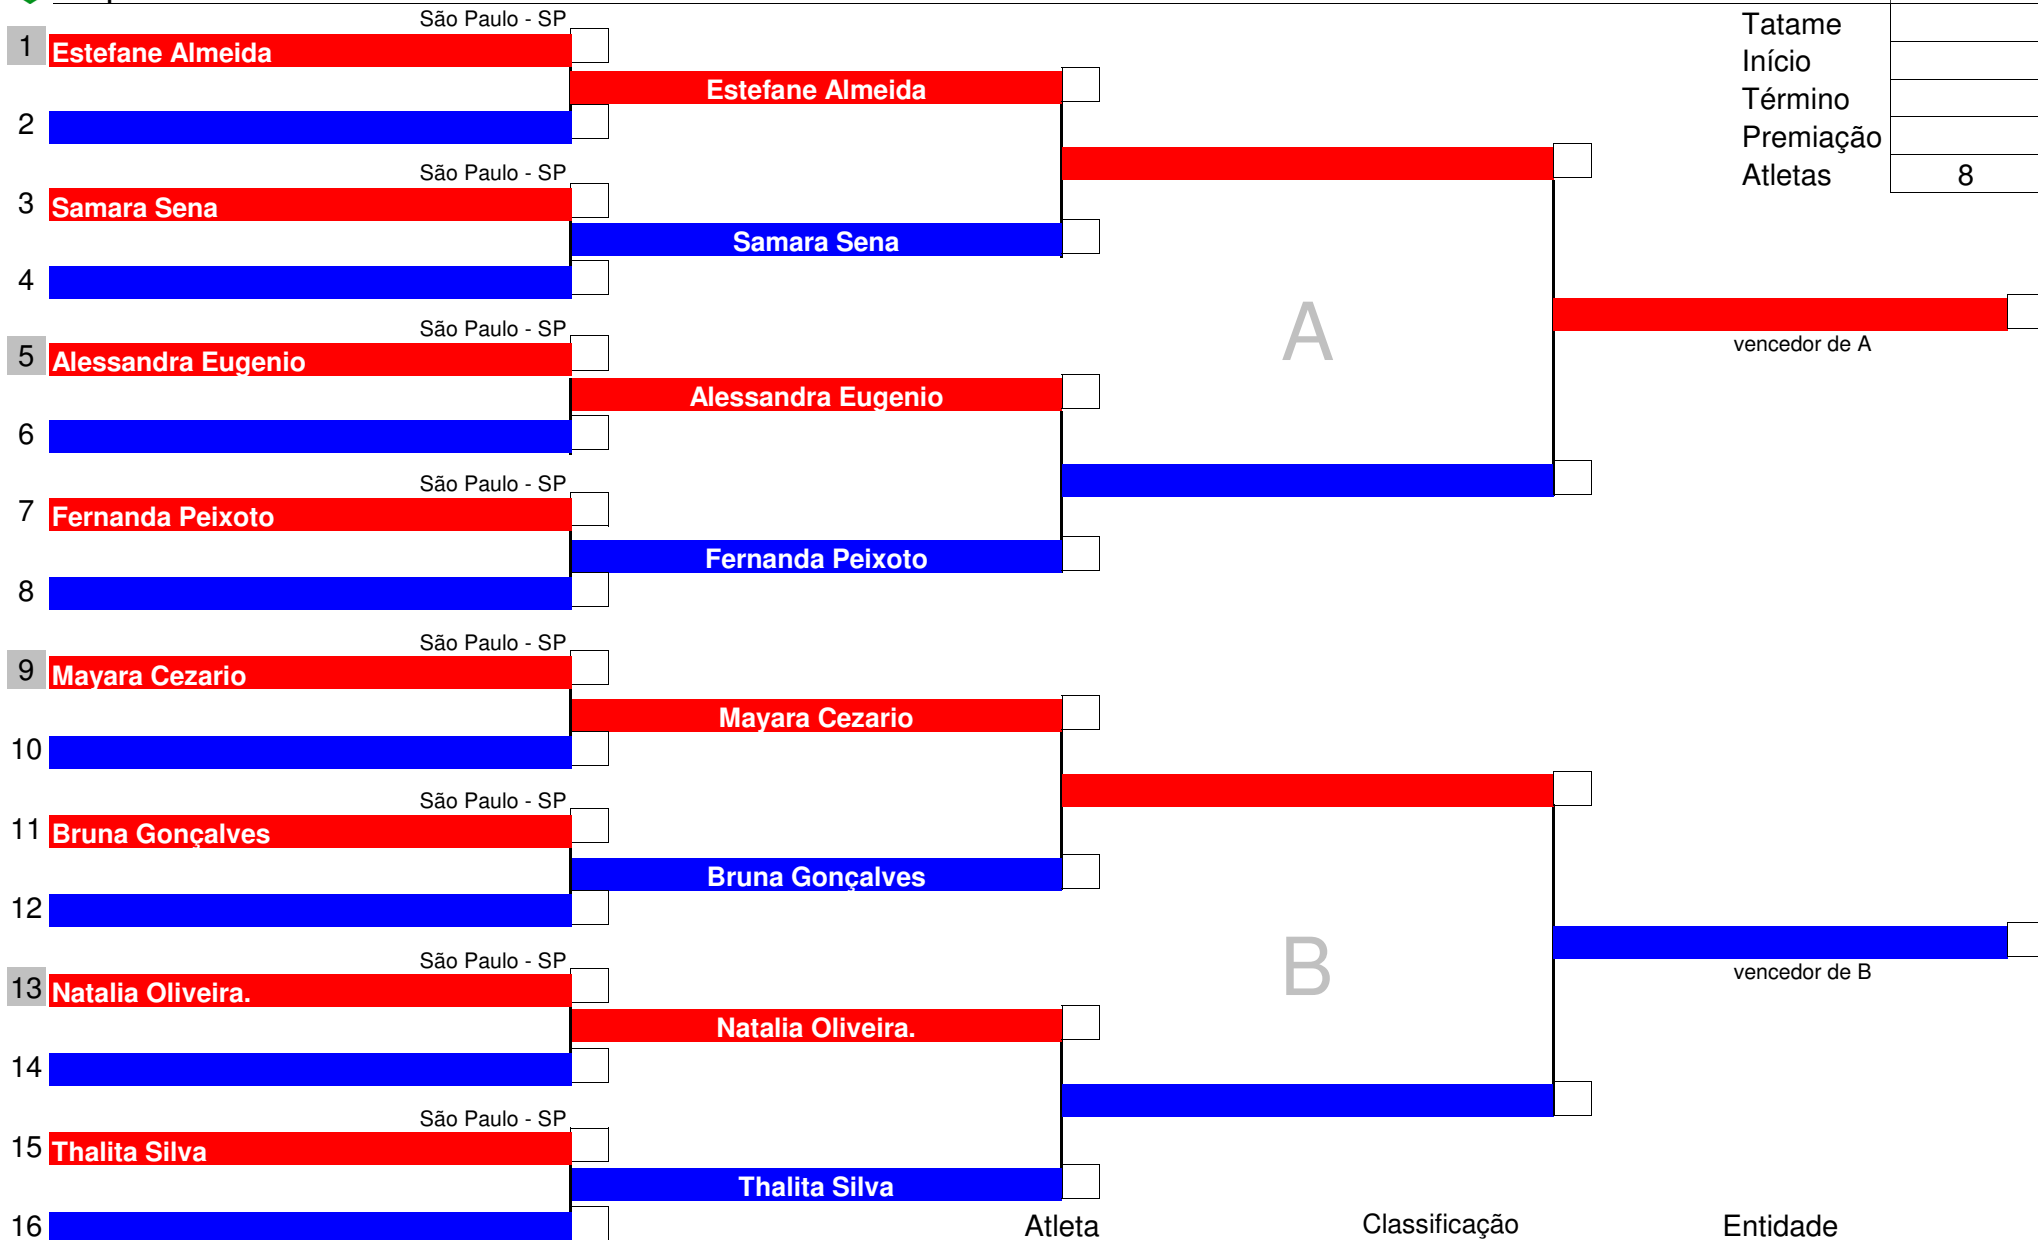 São Paulo - SP
Tatame
1 Estefane Almeida
Início
Estefane Almeida
Término
2
Premiação
São Paulo - SP
Atletas 8
3 Samara Sena
Samara Sena
4
A
São Paulo - SP
vencedor de A
5 Alessandra Eugenio
Alessandra Eugenio
6
São Paulo - SP
7 Fernanda Peixoto
Fernanda Peixoto
8
São Paulo - SP
9 Mayara Cezario
Mayara Cezario
10
São Paulo - SP
11 Bruna Gonçalves
Bruna Gonçalves
12
São Paulo - SP
B
vencedor de B
13 Natalia Oliveira.
Natalia Oliveira.
14
São Paulo - SP
15 Thalita Silva
Thalita Silva
16
Atleta Classificação Entidade